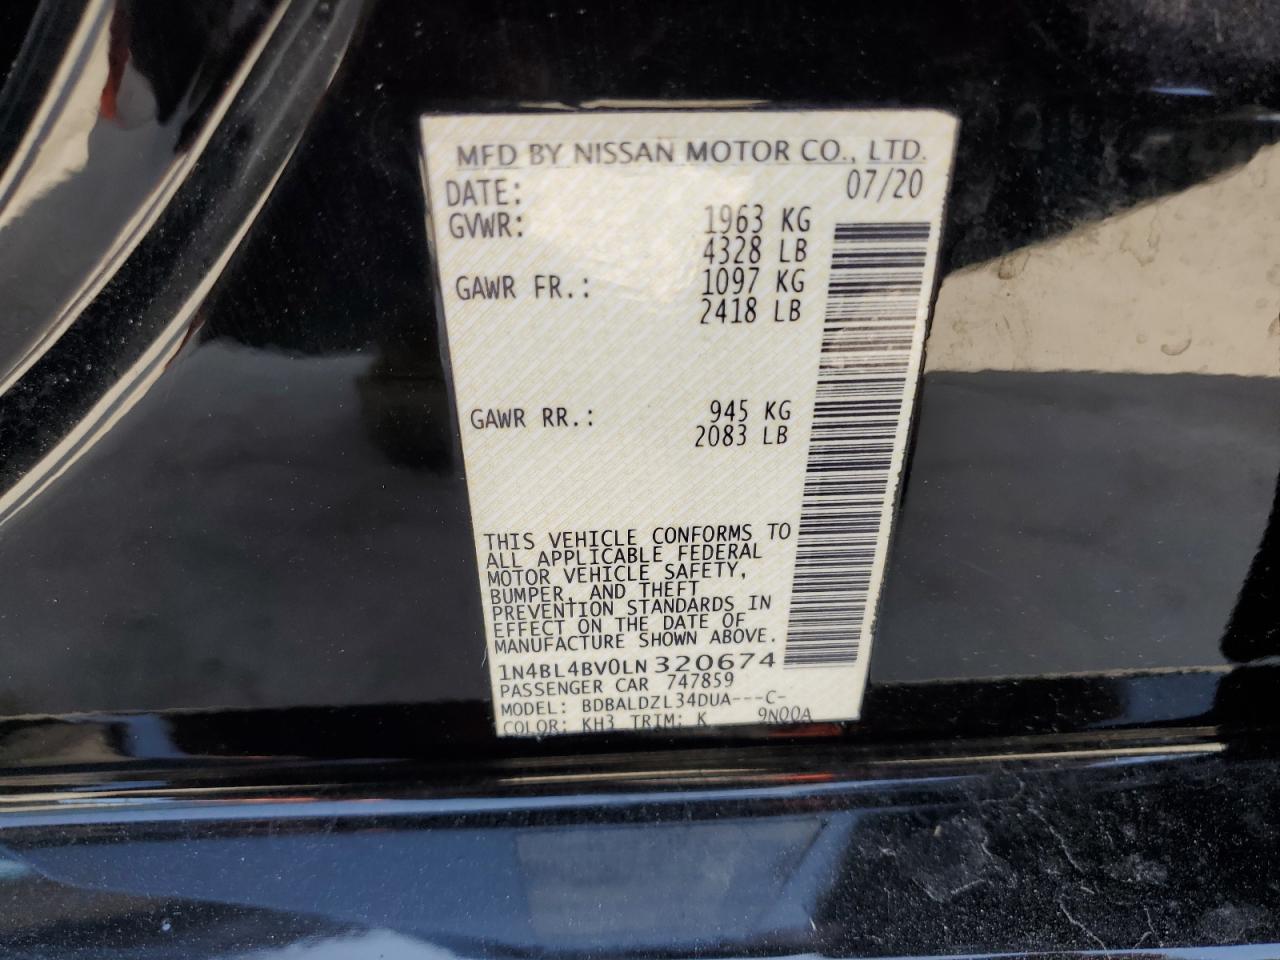 MFD BY NISSAN MOTOR CO., LTD.
DATE: 07/20
GVWR: 1963 KG
4328 LB
GAWR FR.: 1097 KG
2418 LB
GAWR RR.: 945 KG
2083 LB
THIS VEHICLE CONFORMS TO
ALL APPLICABLE FEDERAL
MOTOR VEHICLE SAFETY,
BUMPER, AND THEFT
PREVENTION STANDARDS IN
EFFECT ON THE DATE OF
MANUFACTURE SHOWN ABOVE.
1N4BL4BV0LN320674
PASSENGER CAR 747859
MODEL: BDBALDZL34DUA---C-
COLOR: KH3 TRIM: K 9N00A